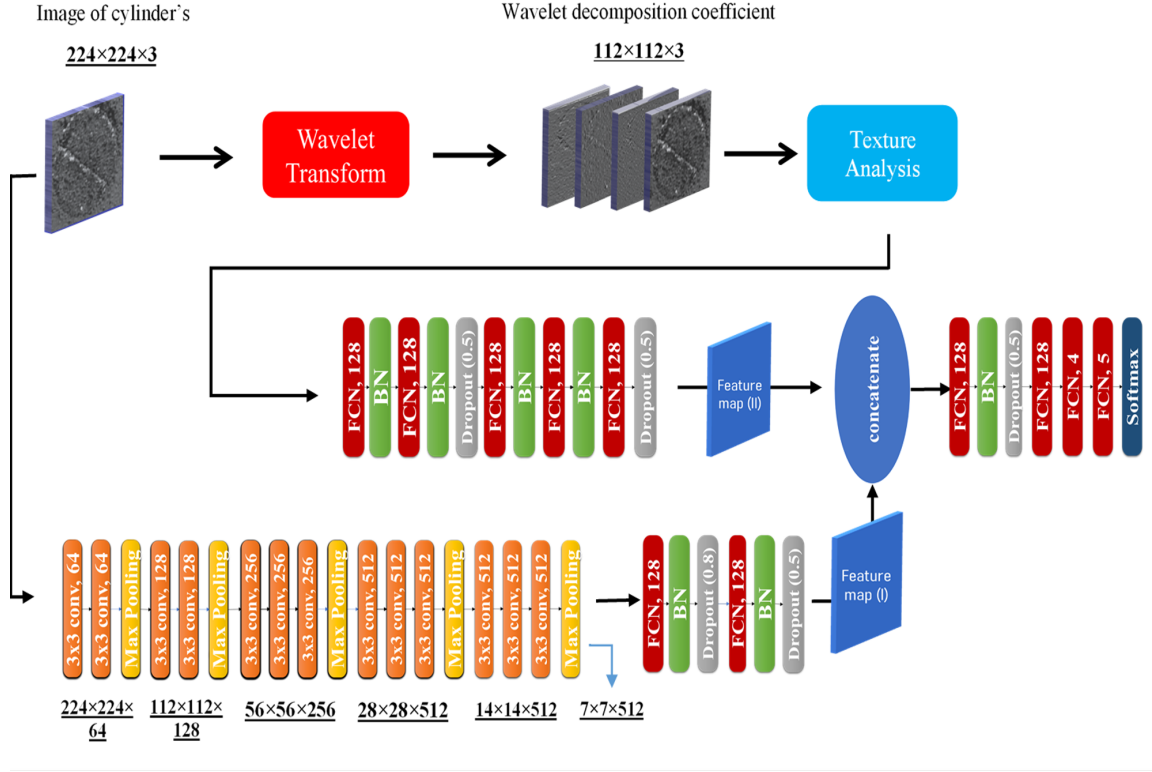 Image of cylinder`s
224×224×3
Wavelet decomposition coefficient
112×112×3
Wavelet
Transform
Texture
Analysis
FCN, 128
BN
FCN, 128
BN
Dropout (0.5)
FCN, 128
BN
FCN, 128
BN
FCN, 128
Dropout (0.5)
Feature
map (II)
concatenate
FCN, 128
BN
Dropout (0.5)
FCN, 128
FCN, 4
FCN, 5
Softmax
3x3 conv, 64
3x3 conv, 64
Max Pooling
3x3 conv, 128
3x3 conv, 128
Max Pooling
3x3 conv, 256
3x3 conv, 256
3x3 conv, 256
Max Pooling
3x3 conv, 512
3x3 conv, 512
3x3 conv, 512
Max Pooling
3x3 conv, 512
3x3 conv, 512
3x3 conv, 512
Max Pooling
FCN, 128
BN
Dropout (0.8)
FCN, 128
BN
Dropout (0.5)
Feature
map (I)
224×224×
64
112×112×
128
56×56×256
28×28×512
14×14×512
7×7×512